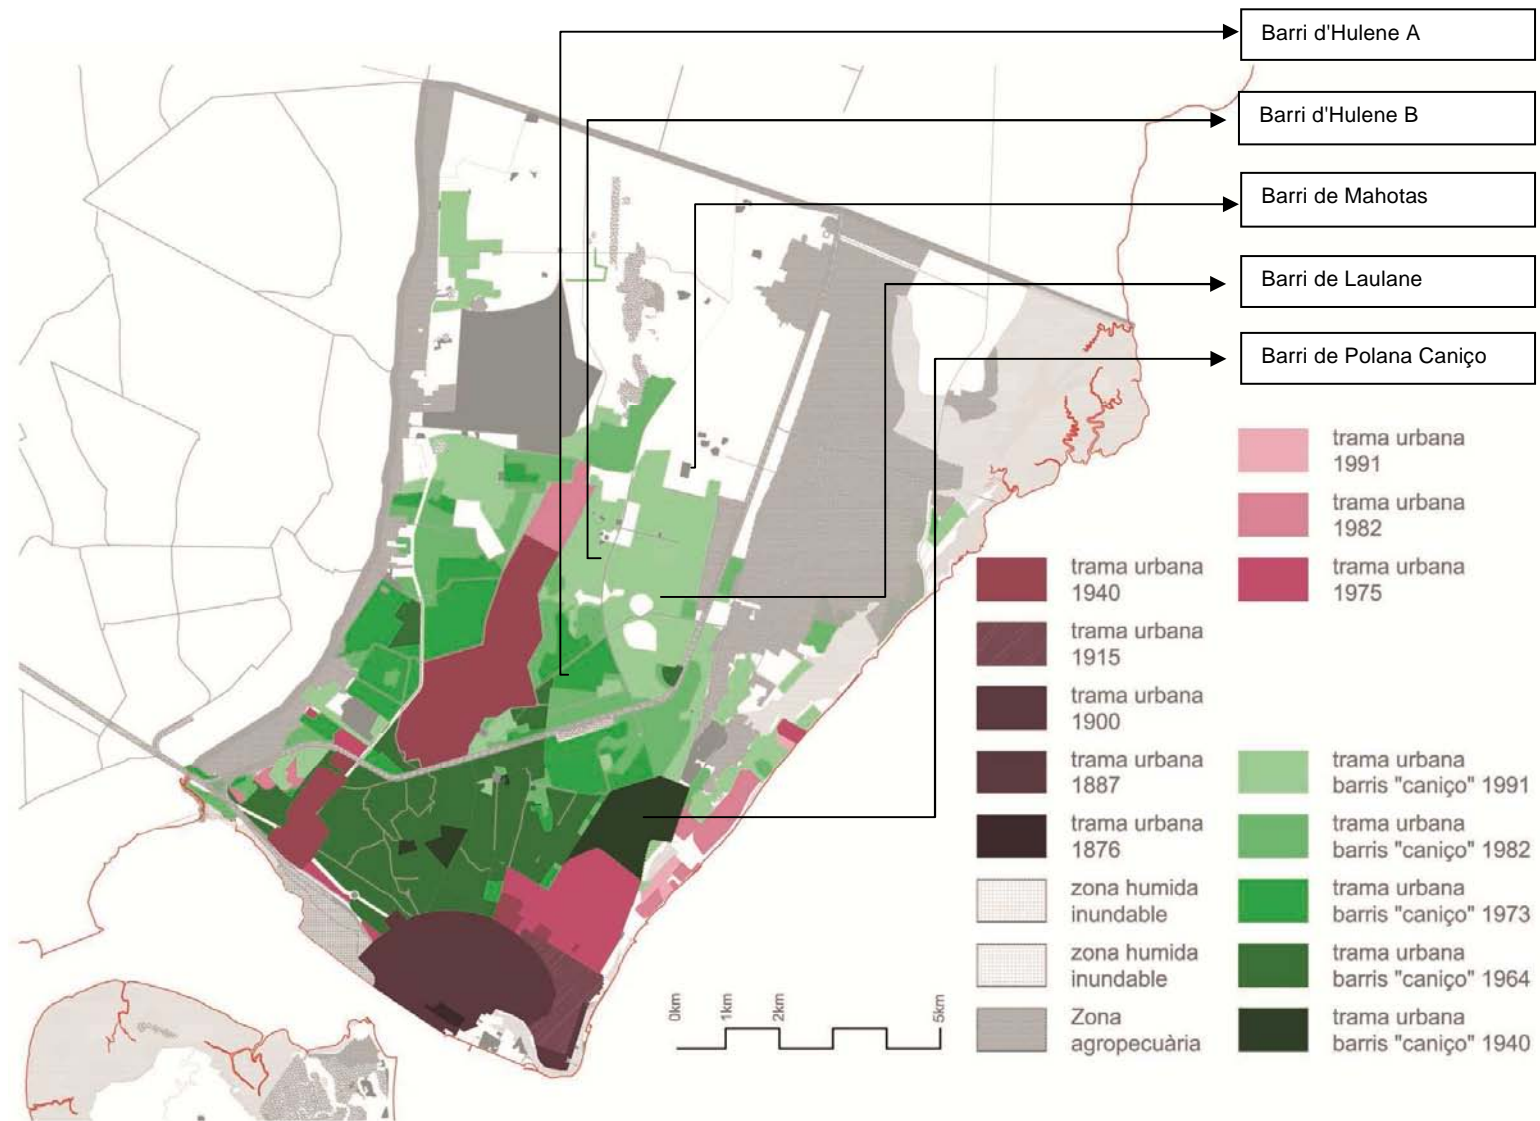 Barri d'Hulene A
Barri d'Hulene B
Barri de Mahotas
Barri de Laulane
Barri de Polana Caniço
trama urbana
1991
trama urbana
1982
trama urbana
1975
trama urbana
1940
trama urbana
1915
trama urbana
1900
trama urbana
1887
trama urbana
1876
zona humida
inundable
zona humida
inundable
Zona
agropecuària
trama urbana
barris "caniço" 1991
trama urbana
barris "caniço" 1982
trama urbana
barris "caniço" 1973
trama urbana
barris "caniço" 1964
trama urbana
barris "caniço" 1940
0km
1km
2km
5km